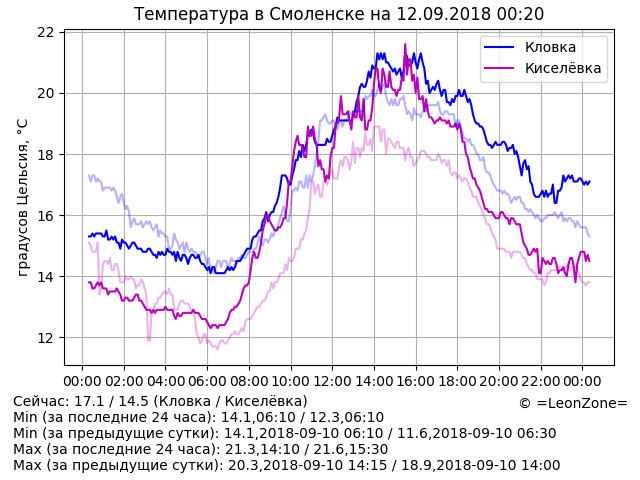 Температура в Смоленске на 12.09.2018 00:20
Кловка
Киселёвка
градусов Цельсия, °C
22
20
18
16
14
12
00:00 02:00 04:00 06:00 08:00 10:00 12:00 14:00 16:00 18:00 20:00 22:00 00:00
Сейчас: 17.1 / 14.5 (Кловка / Киселёвка)
© =LeonZone=
Min (за последние 24 часа): 14.1,06:10 / 12.3,06:10
Min (за предыдущие сутки): 14.1,2018-09-10 06:10 / 11.6,2018-09-10 06:30
Max (за последние 24 часа): 21.3,14:10 / 21.6,15:30
Max (за предыдущие сутки): 20.3,2018-09-10 14:15 / 18.9,2018-09-10 14:00